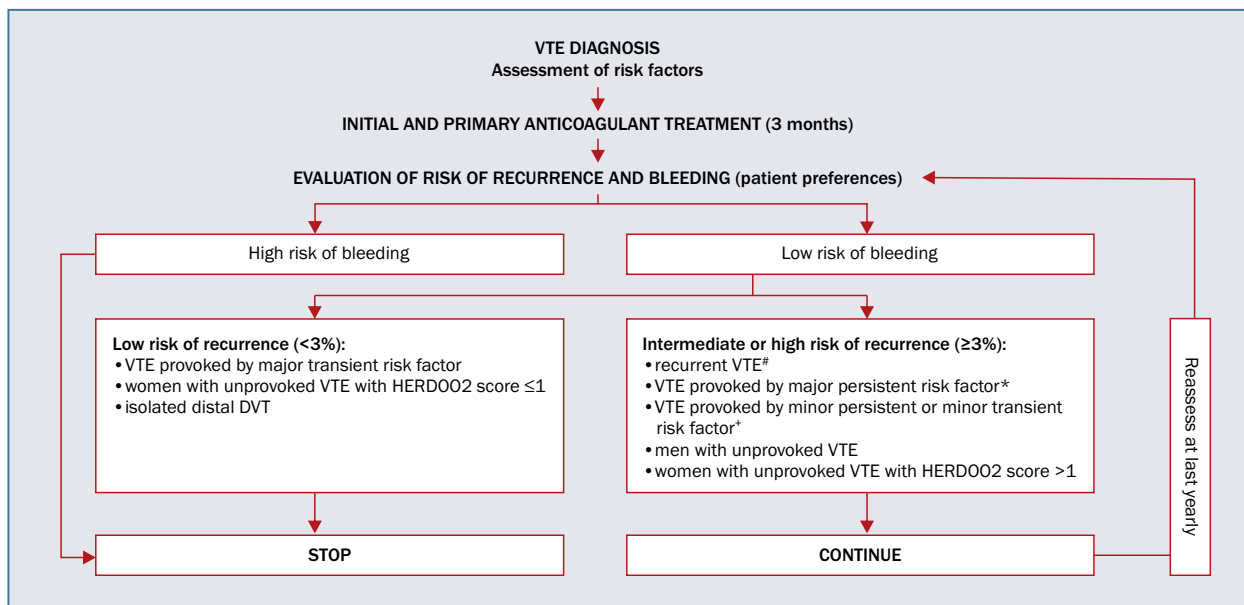 VTE DIAGNOSIS
Assessment of risk factors
INITIAL AND PRIMARY ANTICOAGULANT TREATMENT (3 months)
EVALUATION OF RISK OF RECURRENCE AND BLEEDING (patient preferences)
High risk of bleeding
Low risk of bleeding
Low risk of recurrence (<3%):
•VTE provoked by major transient risk factor
•women with unprovoked VTE with HERDOO2 score ≤1
•isolated distal DVT
Intermediate or high risk of recurrence (≥3%):
•recurrent VTE#
•VTE provoked by major persistent risk factor*
•VTE provoked by minor persistent or minor transient
risk factor+
•men with unprovoked VTE
•women with unprovoked VTE with HERDOO2 score >1
STOP
CONTINUE
Reassess at last yearly